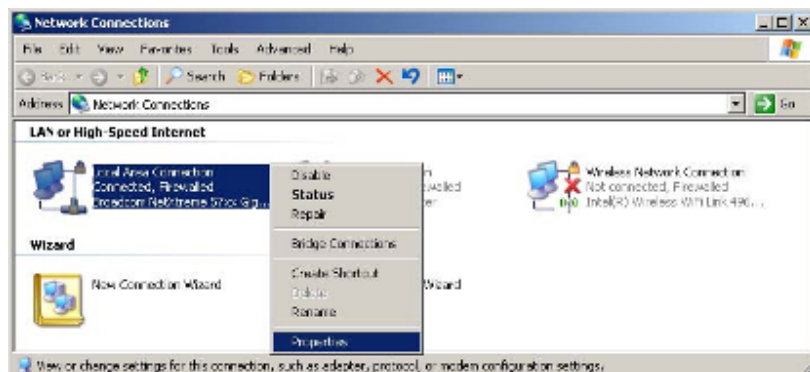 Network Connections
File Edit View Favorites Tools Advanced Help
Back Search Folders
Address Network Connections Go
LAN or High-Speed Internet
Local Area Connection
Connected, Firewalled
Broadcom NetXtreme 57xx Gig...
Disable
Status
Repair
Bridge Connections
Create Shortcut
Delete
Rename
Properties
Wireless Network Connection
Not connected, Firewalled
Intel(R) Wireless WiFi Link 496...
Wizard
New Connection Wizard
Wizard
View or change settings for this connection, such as adapter, protocol, or modem configuration settings.